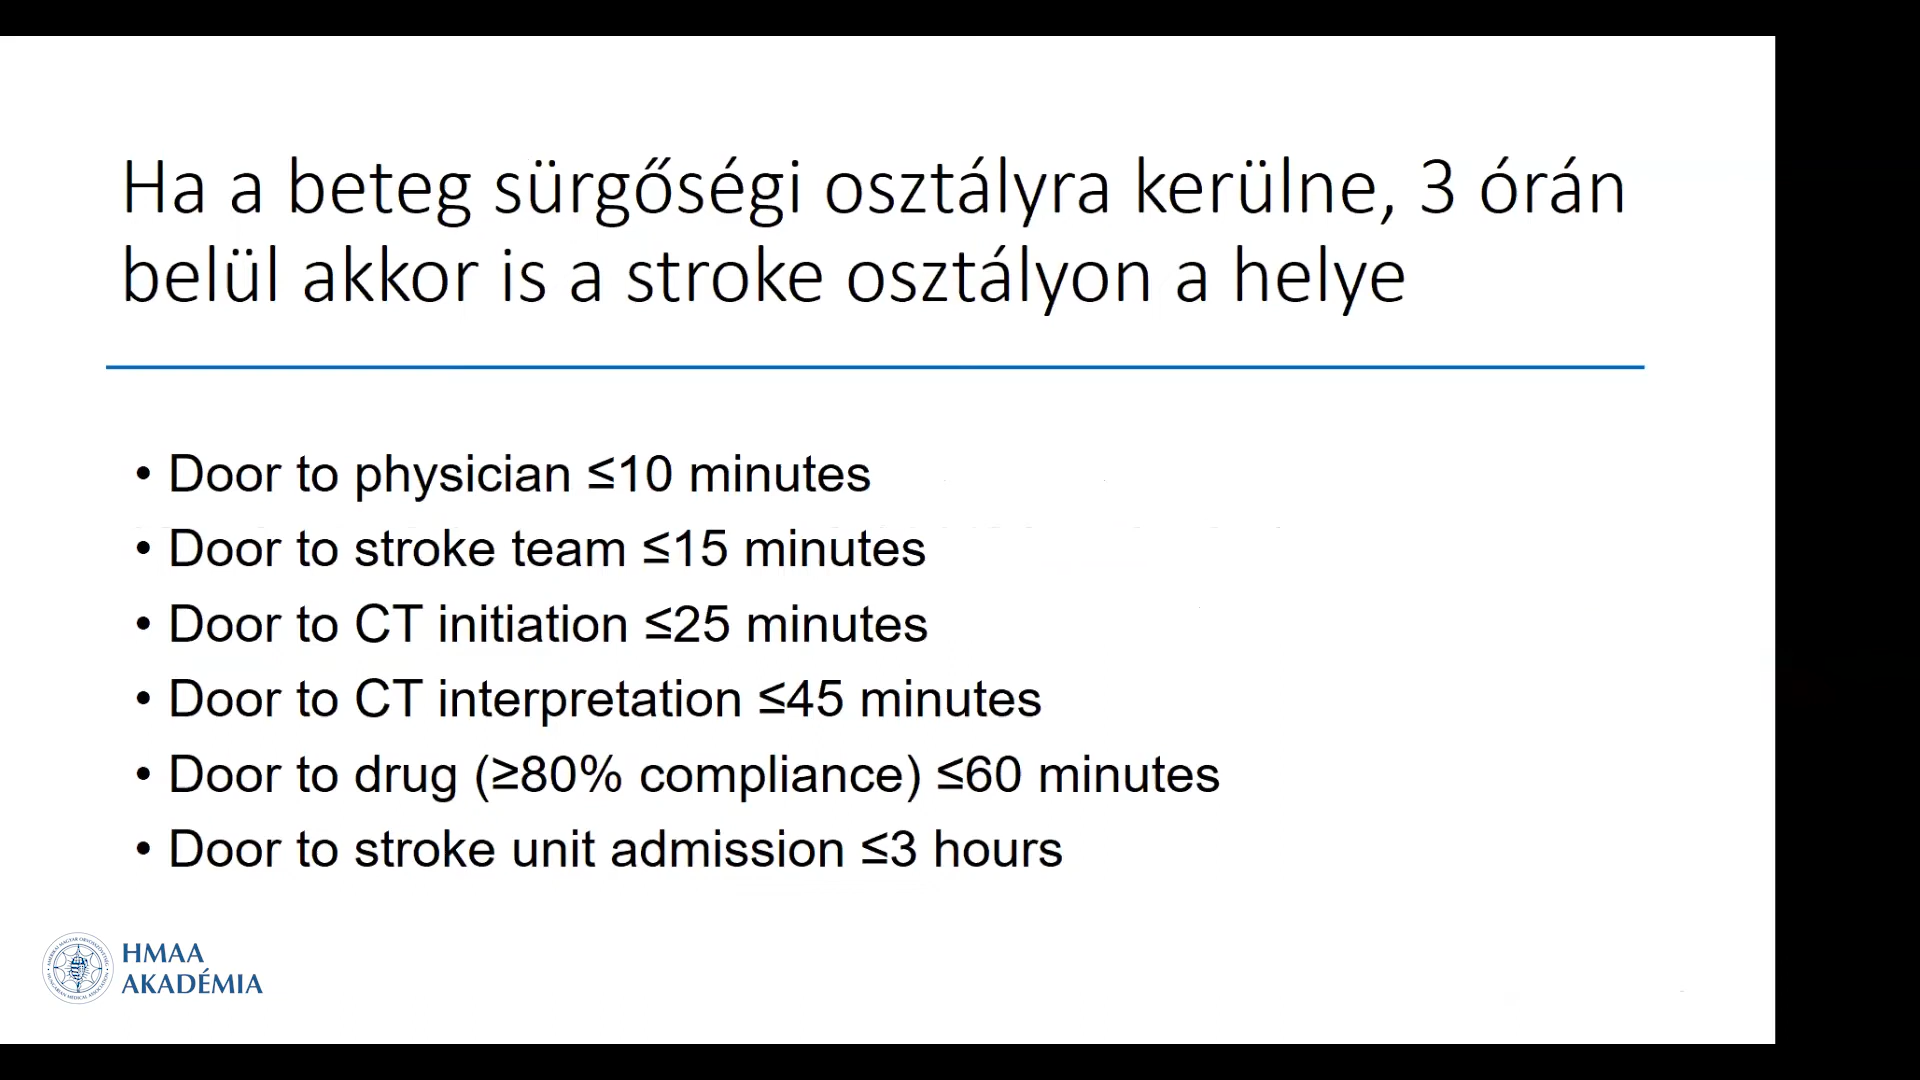 Ha a beteg sürgőségi osztályra kerülne, 3 órán
belül akkor is a stroke osztályon a helye
• Door to physician ≤10 minutes
• Door to stroke team ≤15 minutes
• Door to CT initiation ≤25 minutes
• Door to CT interpretation ≤45 minutes
• Door to drug (≥80% compliance) ≤60 minutes
• Door to stroke unit admission ≤3 hours
HMAA
AKADÉMIA